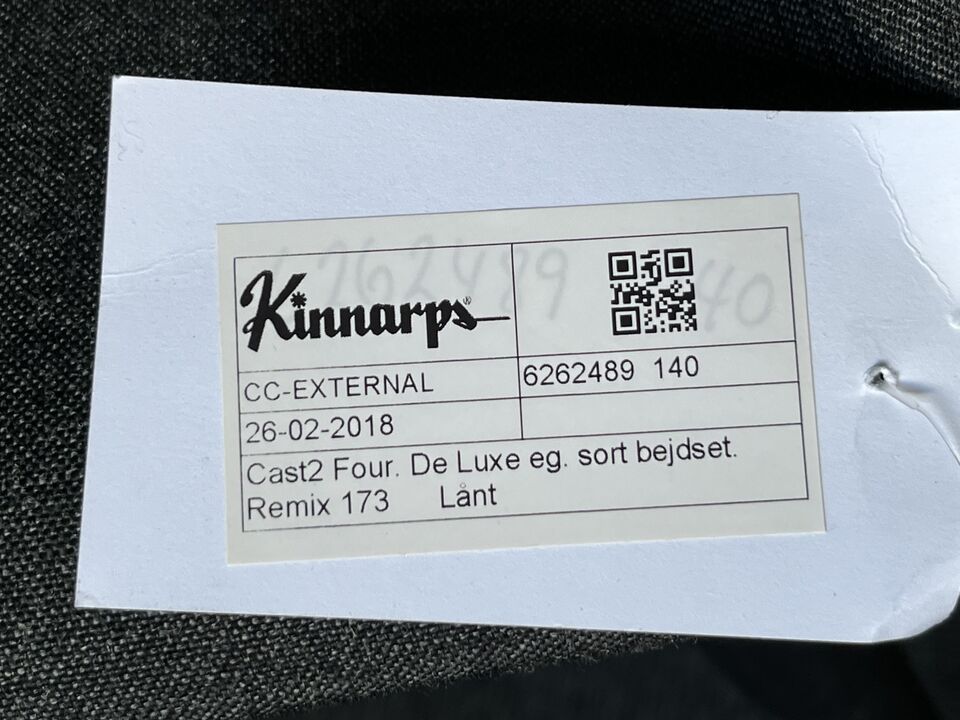 Kinnarps®
CC-EXTERNAL
6262489 140
26-02-2018
Cast2 Four. De Luxe eg. sort bejdset.
Remix 173 Lånt